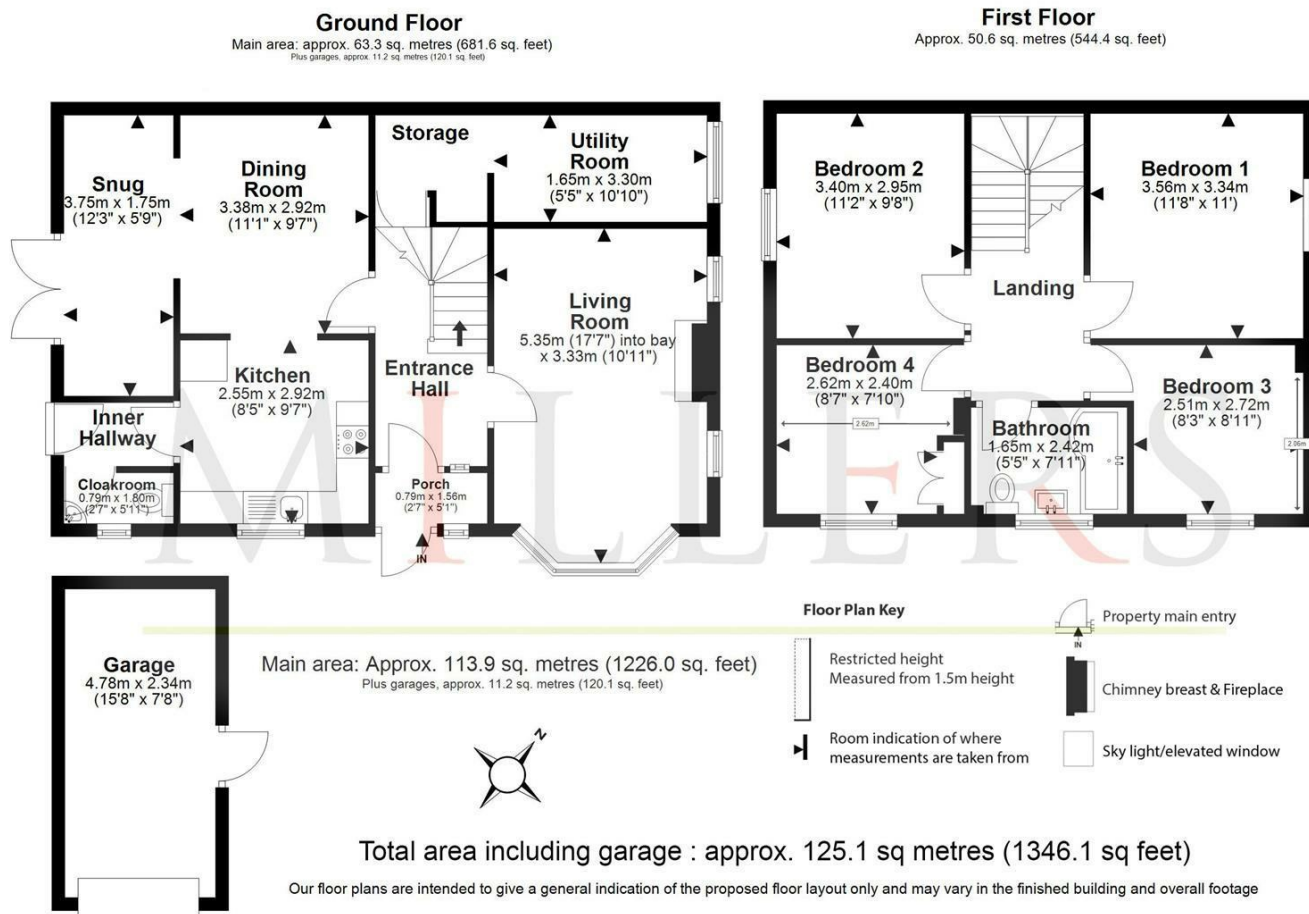 Ground Floor
Main area: approx. 63.3 sq. metres (681.6 sq. feet)
Plus garages, approx. 11.2 sq. metres (120.1 sq. feet)
First Floor
Approx. 50.6 sq. metres (544.4 sq. feet)
Snug
3.75m x 1.75m
(12'3" x 5'9")
Dining
Room
3.38m x 2.92m
(11'1" x 9'7")
Storage
Utility
Room
1.65m x 3.30m
(5'5" x 10'10")
Living
Room
5.35m (17'7") into bay
x 3.33m (10'11")
Kitchen
2.55m x 2.92m
(8'5" x 9'7")
Entrance
Hall
Inner
Hallway
Cloakroom
0.79m x 1.80m
(2'7" x 5'11")
Porch
0.79m x 1.56m
(2'7" x 5'1")
IN
Bedroom 2
3.40m x 2.95m
(11'2" x 9'8")
Bedroom 1
3.56m x 3.34m
(11'8" x 11')
Landing
Bedroom 4
2.62m x 2.40m
(8'7" x 7'10")
2.62m
Bathroom
1.65m x 2.42m
(5'5" x 7'11")
Bedroom 3
2.51m x 2.72m
(8'3" x 8'11")
2.06m
MILLERS
Garage
4.78m x 2.34m
(15'8" x 7'8")
Main area: Approx. 113.9 sq. metres (1226.0 sq. feet)
Plus garages, approx. 11.2 sq. metres (120.1 sq. feet)
N
Floor Plan Key
Restricted height
Measured from 1.5m height
Room indication of where
measurements are taken from
Property main entry
IN
Chimney breast & Fireplace
Sky light/elevated window
Total area including garage : approx. 125.1 sq metres (1346.1 sq feet)
Our floor plans are intended to give a general indication of the proposed floor layout only and may vary in the finished building and overall footage